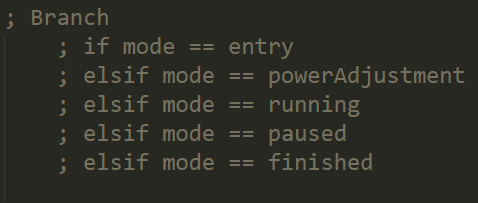 ; Branch
; if mode == entry
; elsif mode == powerAdjustment
; elsif mode == running
; elsif mode == paused
; elsif mode == finished